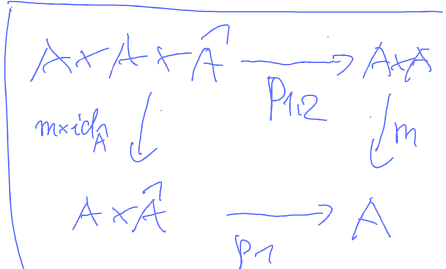 A×A×Â → A×A
p1,2
m×id_Â ↓ ↓ m
A×Â → A
p1